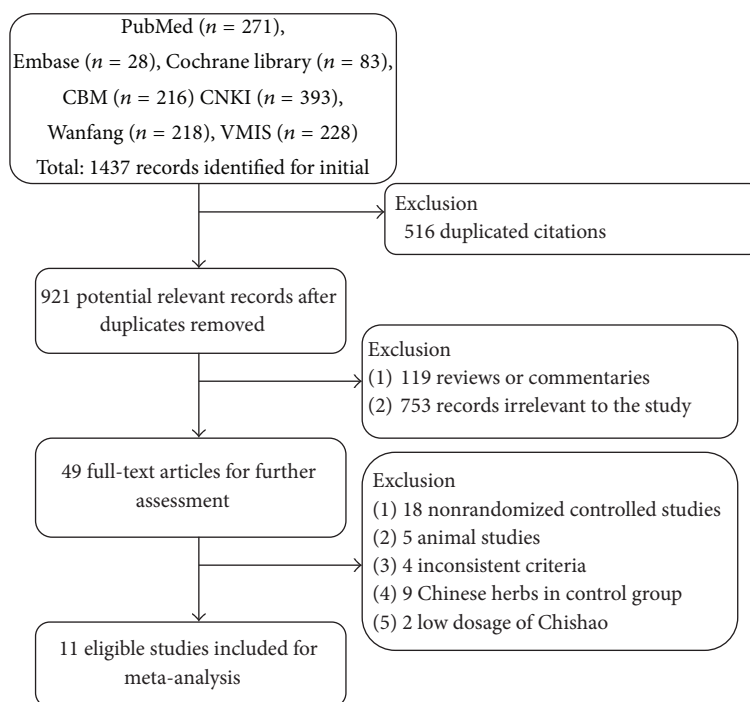 PubMed (n = 271),
Embase (n = 28), Cochrane library (n = 83),
CBM (n = 216) CNKI (n = 393),
Wanfang (n = 218), VMIS (n = 228)
Total: 1437 records identified for initial
Exclusion
516 duplicated citations
921 potential relevant records after
duplicates removed
Exclusion
(1) 119 reviews or commentaries
(2) 753 records irrelevant to the study
49 full-text articles for further
assessment
Exclusion
(1) 18 nonrandomized controlled studies
(2) 5 animal studies
(3) 4 inconsistent criteria
(4) 9 Chinese herbs in control group
(5) 2 low dosage of Chishao
11 eligible studies included for
meta-analysis